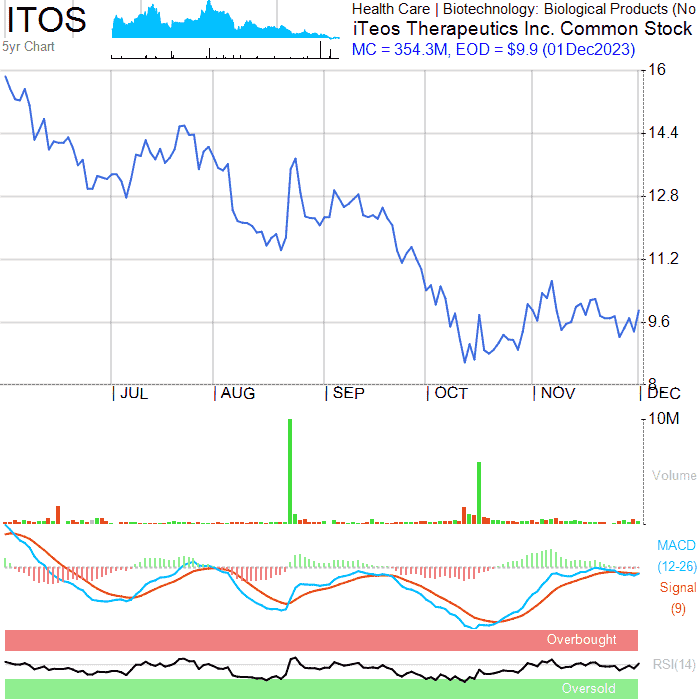 ITOS
5yr Chart
Health Care | Biotechnology: Biological Products (No
iTeos Therapeutics Inc. Common Stock
MC = 354.3M, EOD = $9.9 (01Dec2023)
16
14.4
12.8
11.2
9.6
8
| JUL | AUG | SEP | OCT | NOV | DEC
10M
Volume
MACD
(12-26)
Signal
(9)
Overbought
RSI(14)
Oversold